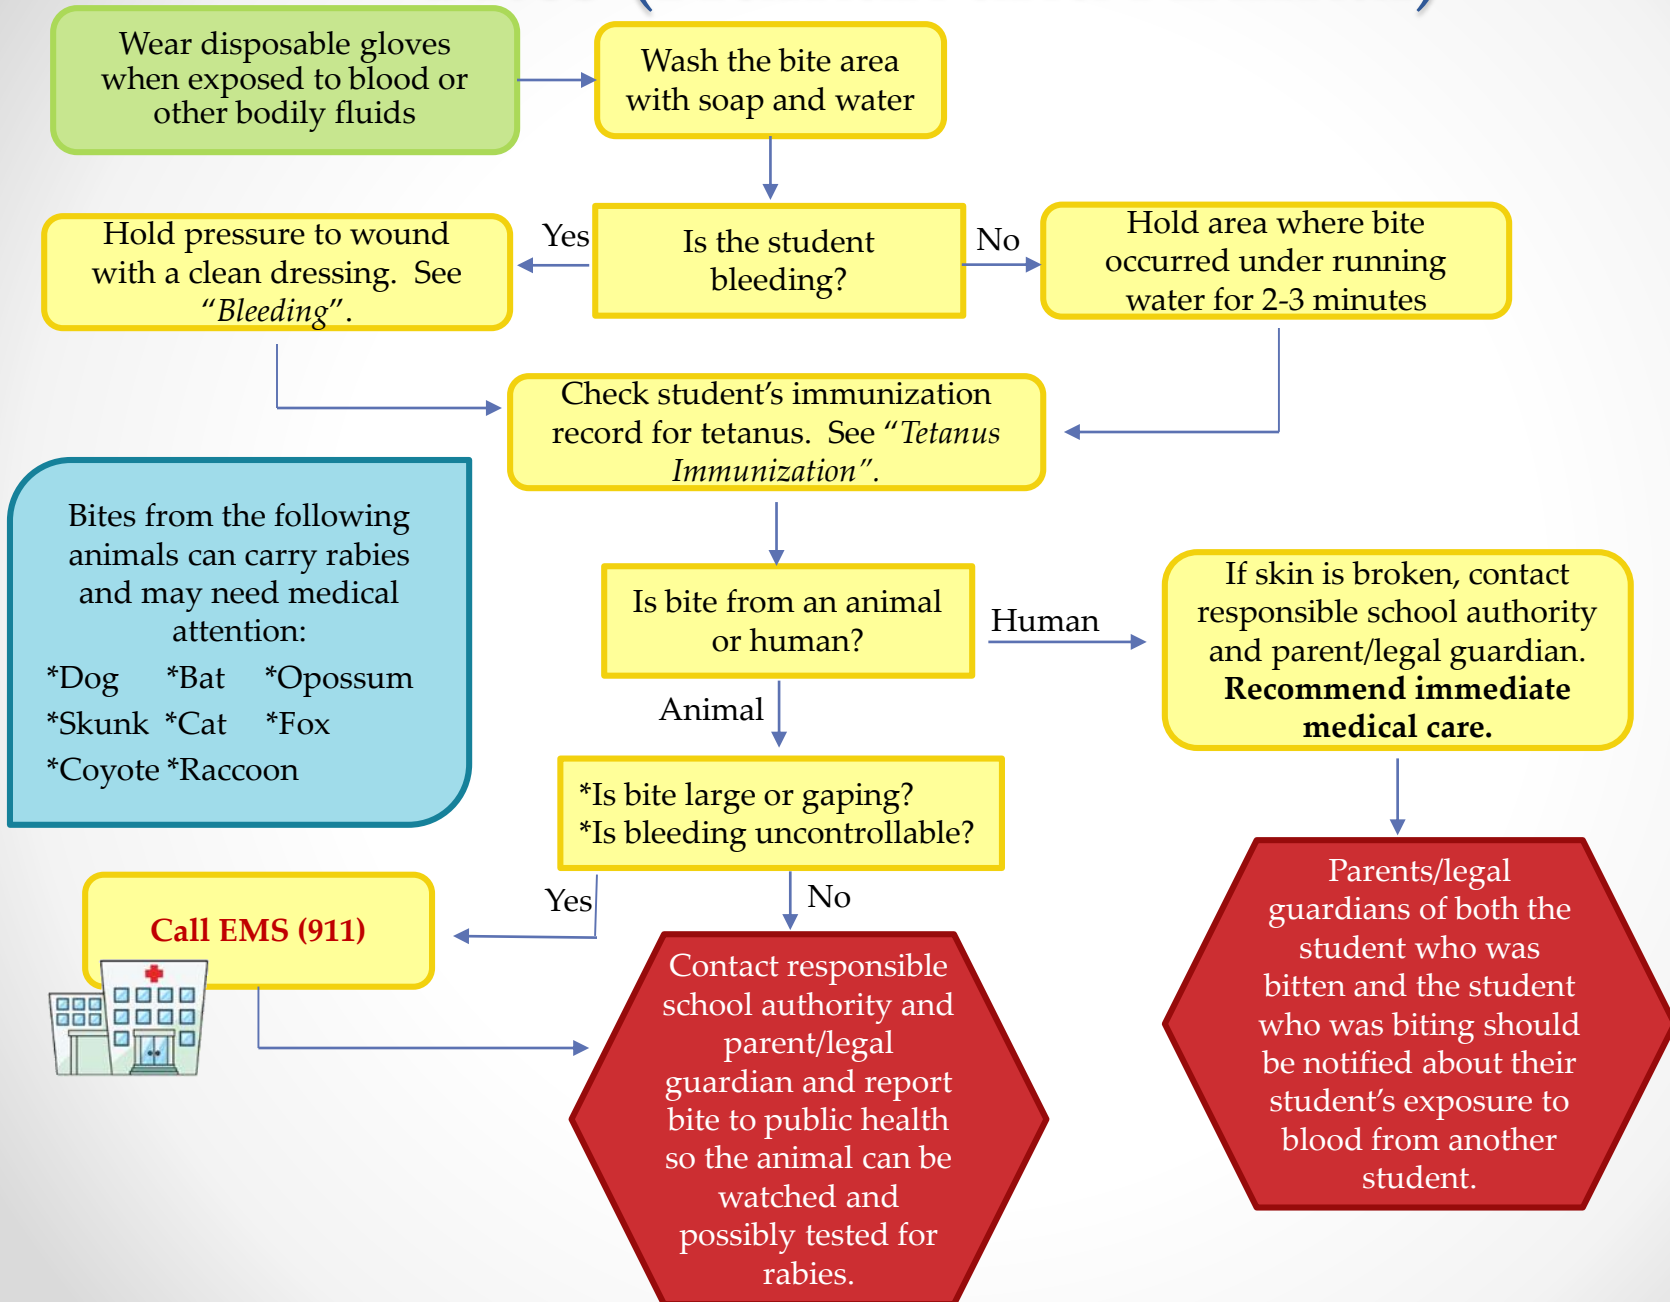 Wear disposable gloves
when exposed to blood or
other bodily fluids
Wash the bite area
with soap and water
Hold pressure to wound
with a clean dressing.  See
“Bleeding”.
Yes
Is the student
bleeding?
No
Hold area where bite
occurred under running
water for 2-3 minutes
Check student’s immunization
record for tetanus.  See “Tetanus
Immunization”.
Bites from the following
animals can carry rabies
and may need medical
attention:
*Dog *Bat *Opossum
*Skunk *Cat *Fox
*Coyote *Raccoon
Is bite from an animal
or human?
Human
If skin is broken, contact
responsible school authority
and parent/legal guardian.
Recommend immediate
medical care.
Animal
*Is bite large or gaping?
*Is bleeding uncontrollable?
Yes
No
Call EMS (911)
Contact responsible
school authority and
parent/legal
guardian and report
bite to public health
so the animal can be
watched and
possibly tested for
rabies.
Parents/legal
guardians of both the
student who was
bitten and the student
who was biting should
be notified about their
student’s exposure to
blood from another
student.